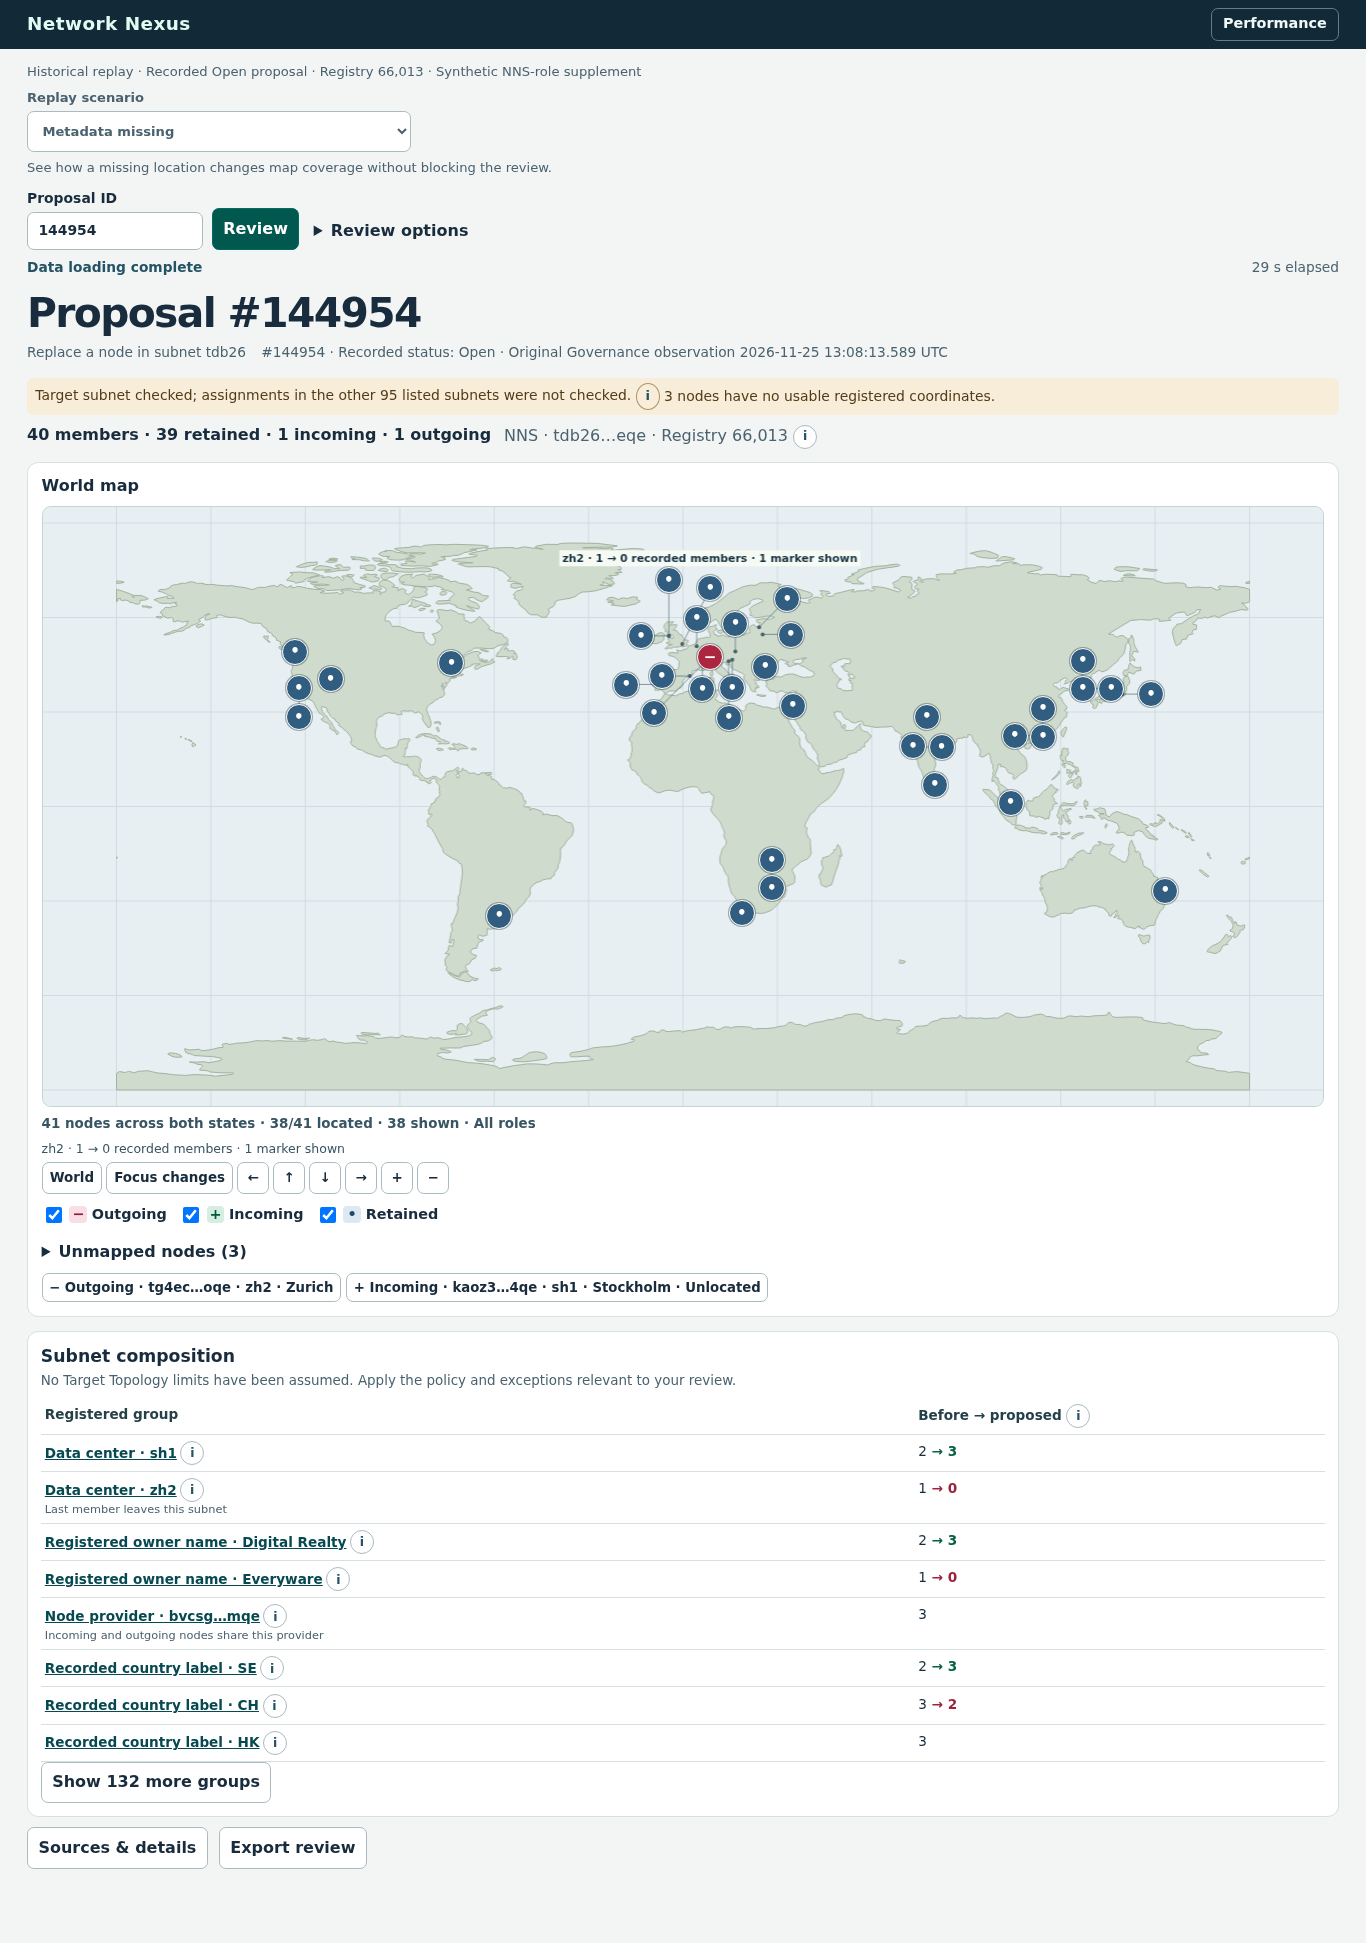 Network Nexus
Performance
Historical replay · Recorded Open proposal · Registry 66,013 · Synthetic NNS-role supplement
Replay scenario
Metadata missing
See how a missing location changes map coverage without blocking the review.
Proposal ID
144954
Review
▶ Review options
Data loading complete
29 s elapsed
Proposal #144954
Replace a node in subnet tdb26 #144954 · Recorded status: Open · Original Governance observation 2026-11-25 13:08:13.589 UTC
Target subnet checked; assignments in the other 95 listed subnets were not checked. i 3 nodes have no usable registered coordinates.
40 members · 39 retained · 1 incoming · 1 outgoing NNS · tdb26…eqe · Registry 66,013 i
World map
zh2 · 1 → 0 recorded members · 1 marker shown
41 nodes across both states · 38/41 located · 38 shown · All roles
zh2 · 1 → 0 recorded members · 1 marker shown
World Focus changes ← ↑ ↓ → + −
− Outgoing + Incoming • Retained
▶ Unmapped nodes (3)
− Outgoing · tg4ec…oqe · zh2 · Zurich + Incoming · kaoz3…4qe · sh1 · Stockholm · Unlocated
Subnet composition
No Target Topology limits have been assumed. Apply the policy and exceptions relevant to your review.
Registered group Before → proposed i
Data center · sh1 i 2 → 3
Data center · zh2 i 1 → 0
Last member leaves this subnet
Registered owner name · Digital Realty i 2 → 3
Registered owner name · Everyware i 1 → 0
Node provider · bvcsg…mqe i 3
Incoming and outgoing nodes share this provider
Recorded country label · SE i 2 → 3
Recorded country label · CH i 3 → 2
Recorded country label · HK i 3
Show 132 more groups
Sources & details Export review